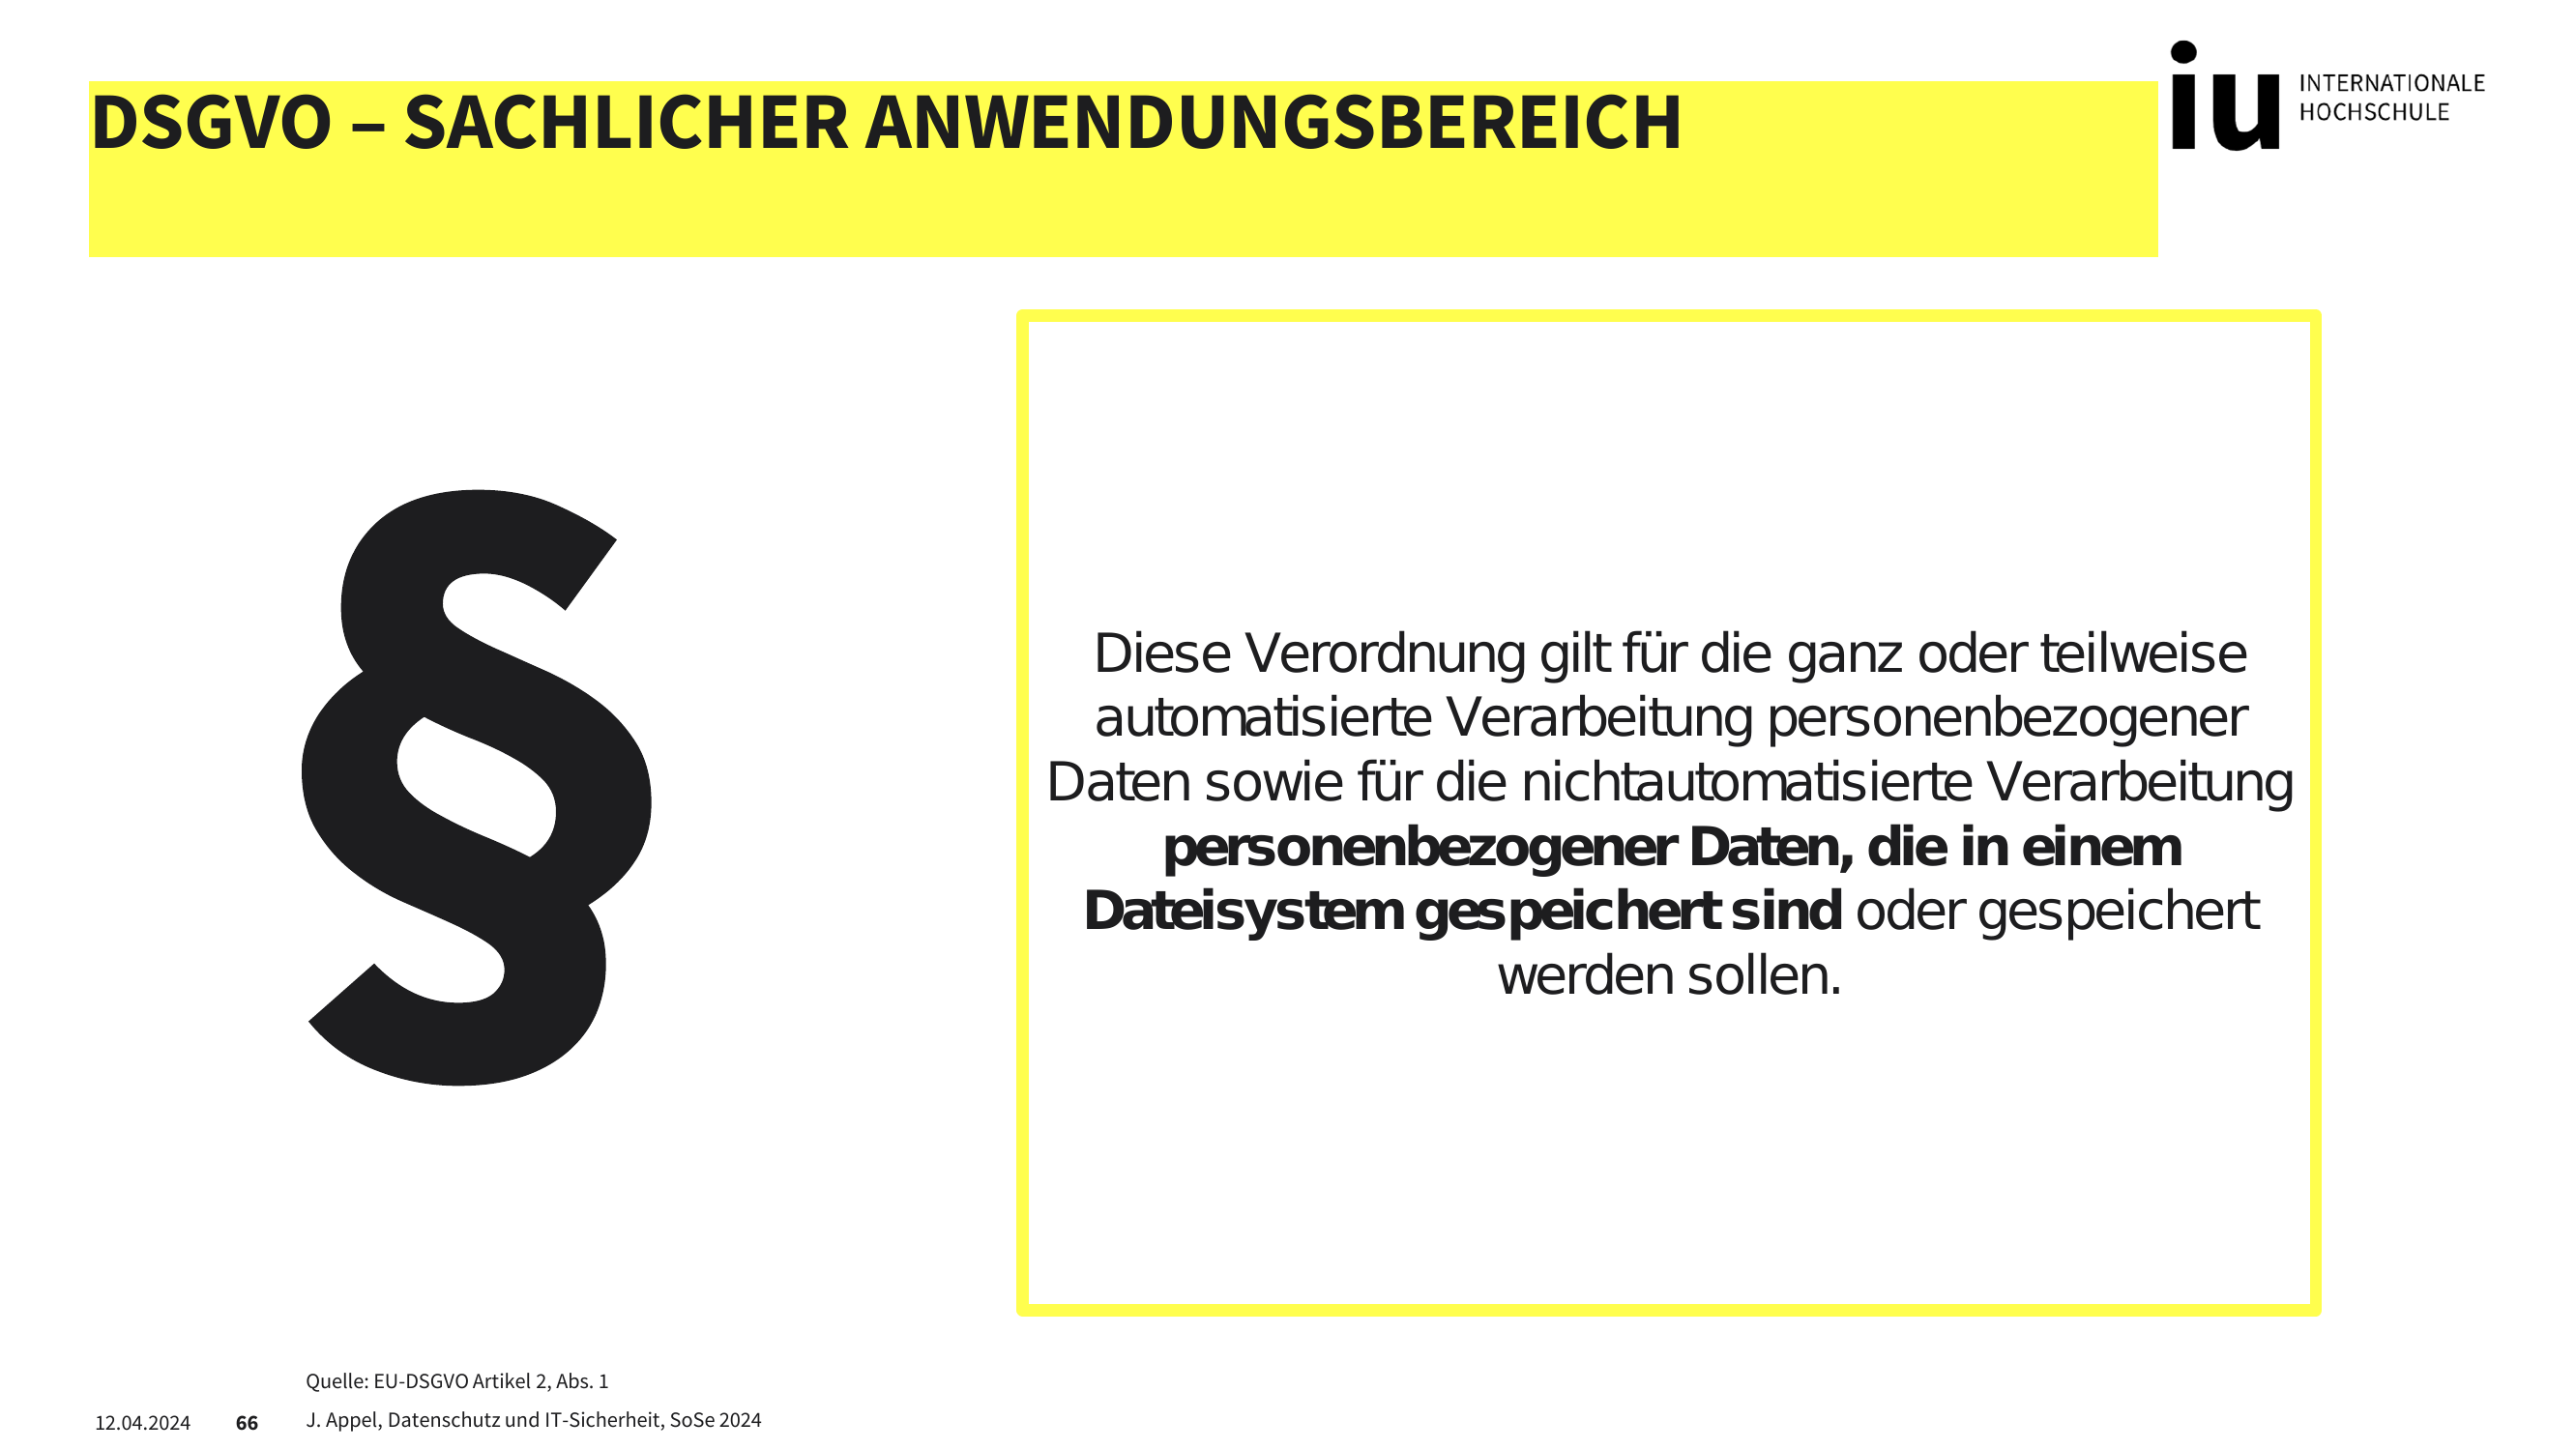 DSGVO – SACHLICHER ANWENDUNGSBEREICH
iu INTERNATIONALE
HOCHSCHULE
§
Diese Verordnung gilt für die ganz oder teilweise
automatisierte Verarbeitung personenbezogener
Daten sowie für die nichtautomatisierte Verarbeitung
personenbezogener Daten, die in einem
Dateisystem gespeichert sind oder gespeichert
werden sollen.
Quelle: EU-DSGVO Artikel 2, Abs. 1
12.04.2024 66 J. Appel, Datenschutz und IT-Sicherheit, SoSe 2024